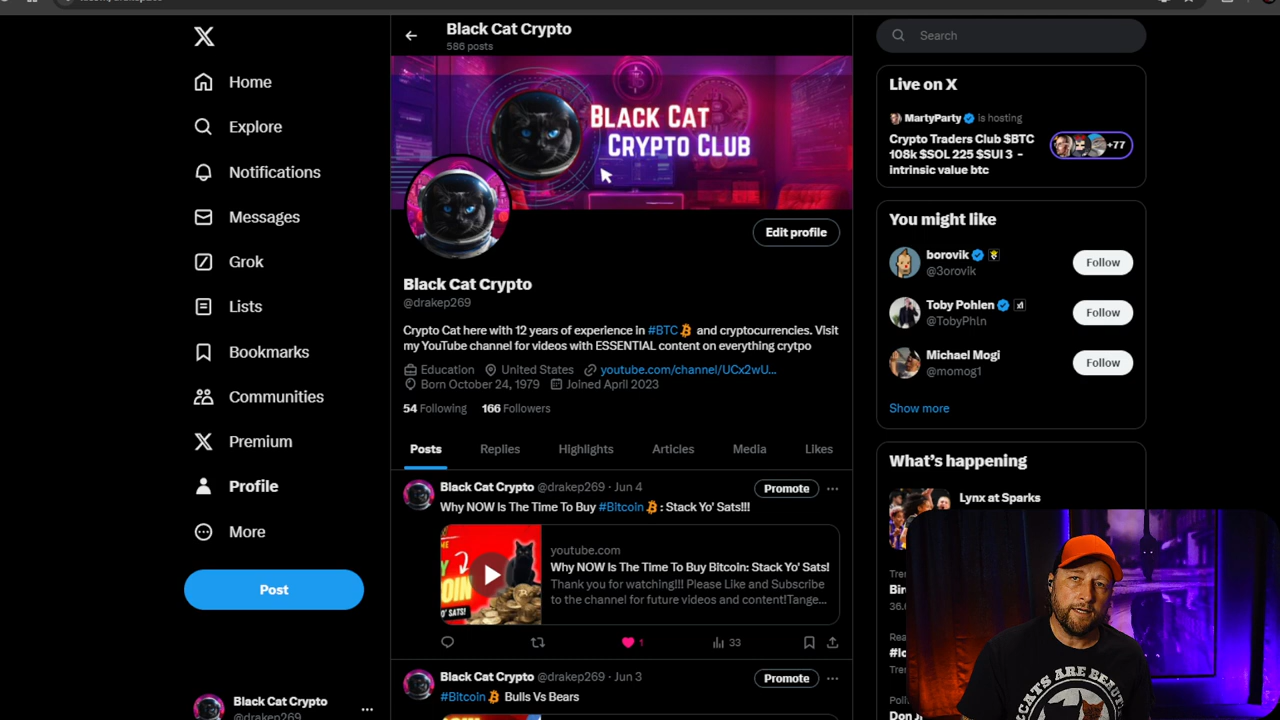 Black Cat Crypto
586 posts
BLACK CAT
CRYPTO CLUB
Home
Explore
Notifications
Messages
Grok
Lists
Bookmarks
Communities
Premium
Profile
More
Post
Black Cat Crypto
@drakep269
Edit profile
Black Cat Crypto
@drakep269
Crypto Cat here with 12 years of experience in #BTC and cryptocurrencies. Visit
my YouTube channel for videos with ESSENTIAL content on everything crytpo
Education United States youtube.com/channel/UCx2wU...
Born October 24, 1979 Joined April 2023
54 Following 166 Followers
Posts Replies Highlights Articles Media Likes
Black Cat Crypto @drakep269 · Jun 4 Promote
Why NOW Is The Time To Buy #Bitcoin : Stack Yo' Sats!!!
youtube.com
Why NOW Is The Time To Buy Bitcoin: Stack Yo' Sats!
Thank you for watching!!! Please Like and Subscribe
to the channel for future videos and content!Tange...
1 33
Black Cat Crypto @drakep269 · Jun 3 Promote
#Bitcoin Bulls Vs Bears
Search
Live on X
MartyParty is hosting
Crypto Traders Club $BTC
108k $SOL 225 $SUI 3 -
intrinsic value btc
+77
You might like
borovik
@3orovik
Follow
Toby Pohlen
@TobyPhln
Follow
Michael Mogi
@momog1
Follow
Show more
What's happening
Lynx at Sparks
CATS ARE BEAUT